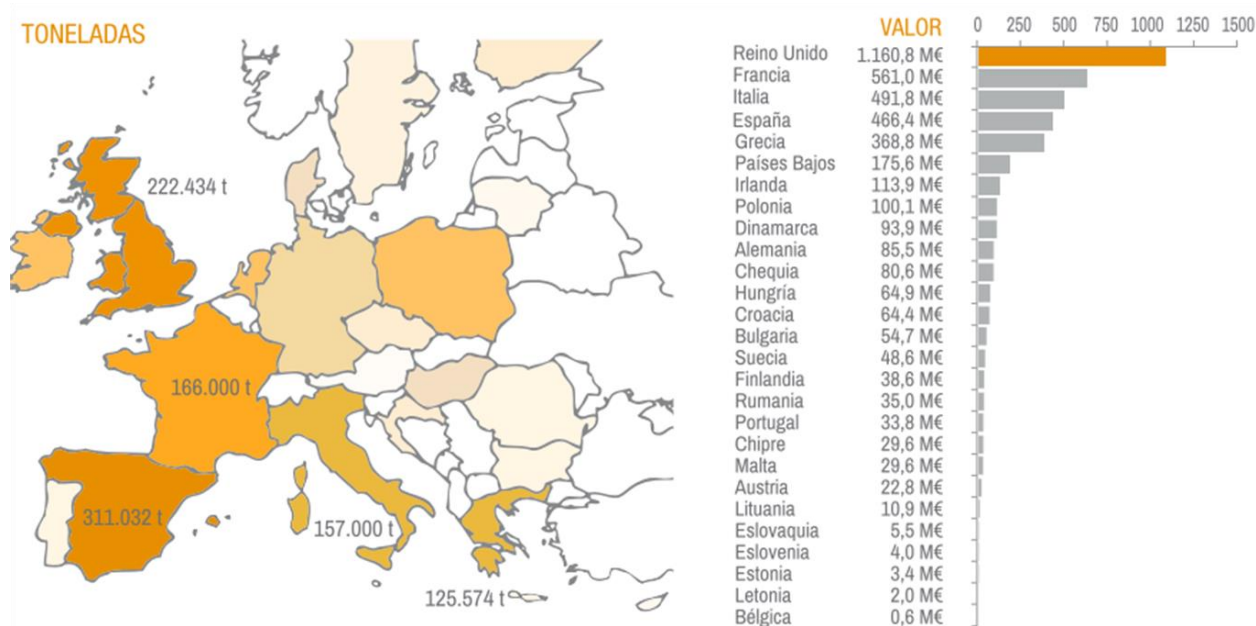 TONELADAS
222.434 t
166.000 t
311.032 t
157.000 t
125.574 t
VALOR 0 250 500 750 1000 1250 1500
Reino Unido 1.160,8 M€
Francia 561,0 M€
Italia 491,8 M€
España 466,4 M€
Grecia 368,8 M€
Países Bajos 175,6 M€
Irlanda 113,9 M€
Polonia 100,1 M€
Dinamarca 93,9 M€
Alemania 85,5 M€
Chequia 80,6 M€
Hungría 64,9 M€
Croacia 64,4 M€
Bulgaria 54,7 M€
Suecia 48,6 M€
Finlandia 38,6 M€
Rumania 35,0 M€
Portugal 33,8 M€
Chipre 29,6 M€
Malta 29,6 M€
Austria 22,8 M€
Lituania 10,9 M€
Eslovaquia 5,5 M€
Eslovenia 4,0 M€
Estonia 3,4 M€
Letonia 2,0 M€
Bélgica 0,6 M€